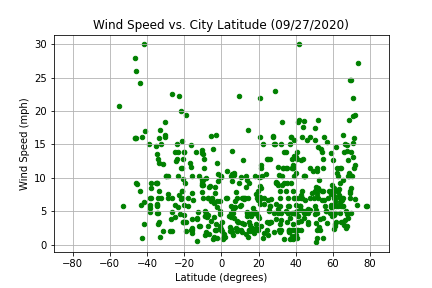 Wind Speed vs. City Latitude (09/27/2020)
30
25
20
15
10
5
0
Wind Speed (mph)
−80 −60 −40 −20 0 20 40 60 80
Latitude (degrees)